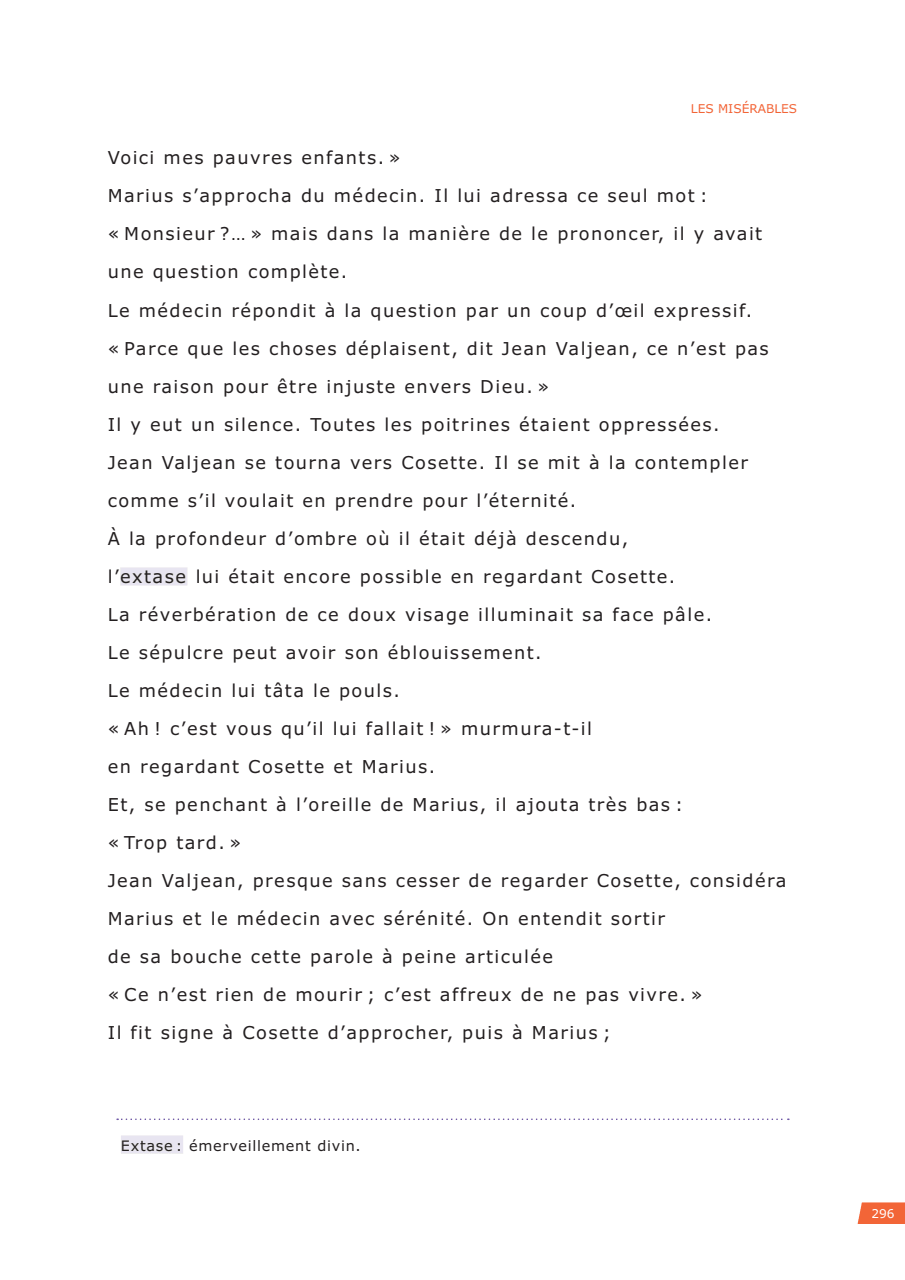 LES MISÉRABLES
Voici mes pauvres enfants. »
Marius s’approcha du médecin. Il lui adressa ce seul mot :
« Monsieur ?… » mais dans la manière de le prononcer, il y avait
une question complète.
Le médecin répondit à la question par un coup d’œil expressif.
« Parce que les choses déplaisent, dit Jean Valjean, ce n’est pas
une raison pour être injuste envers Dieu. »
Il y eut un silence. Toutes les poitrines étaient oppressées.
Jean Valjean se tourna vers Cosette. Il se mit à la contempler
comme s’il voulait en prendre pour l’éternité.
À la profondeur d’ombre où il était déjà descendu,
l’extase lui était encore possible en regardant Cosette.
La réverbération de ce doux visage illuminait sa face pâle.
Le sépulcre peut avoir son éblouissement.
Le médecin lui tâta le pouls.
« Ah ! c’est vous qu’il lui fallait ! » murmura-t-il
en regardant Cosette et Marius.
Et, se penchant à l’oreille de Marius, il ajouta très bas :
« Trop tard. »
Jean Valjean, presque sans cesser de regarder Cosette, considéra
Marius et le médecin avec sérénité. On entendit sortir
de sa bouche cette parole à peine articulée
« Ce n’est rien de mourir ; c’est affreux de ne pas vivre. »
Il fit signe à Cosette d’approcher, puis à Marius ;
Extase : émerveillement divin.
296